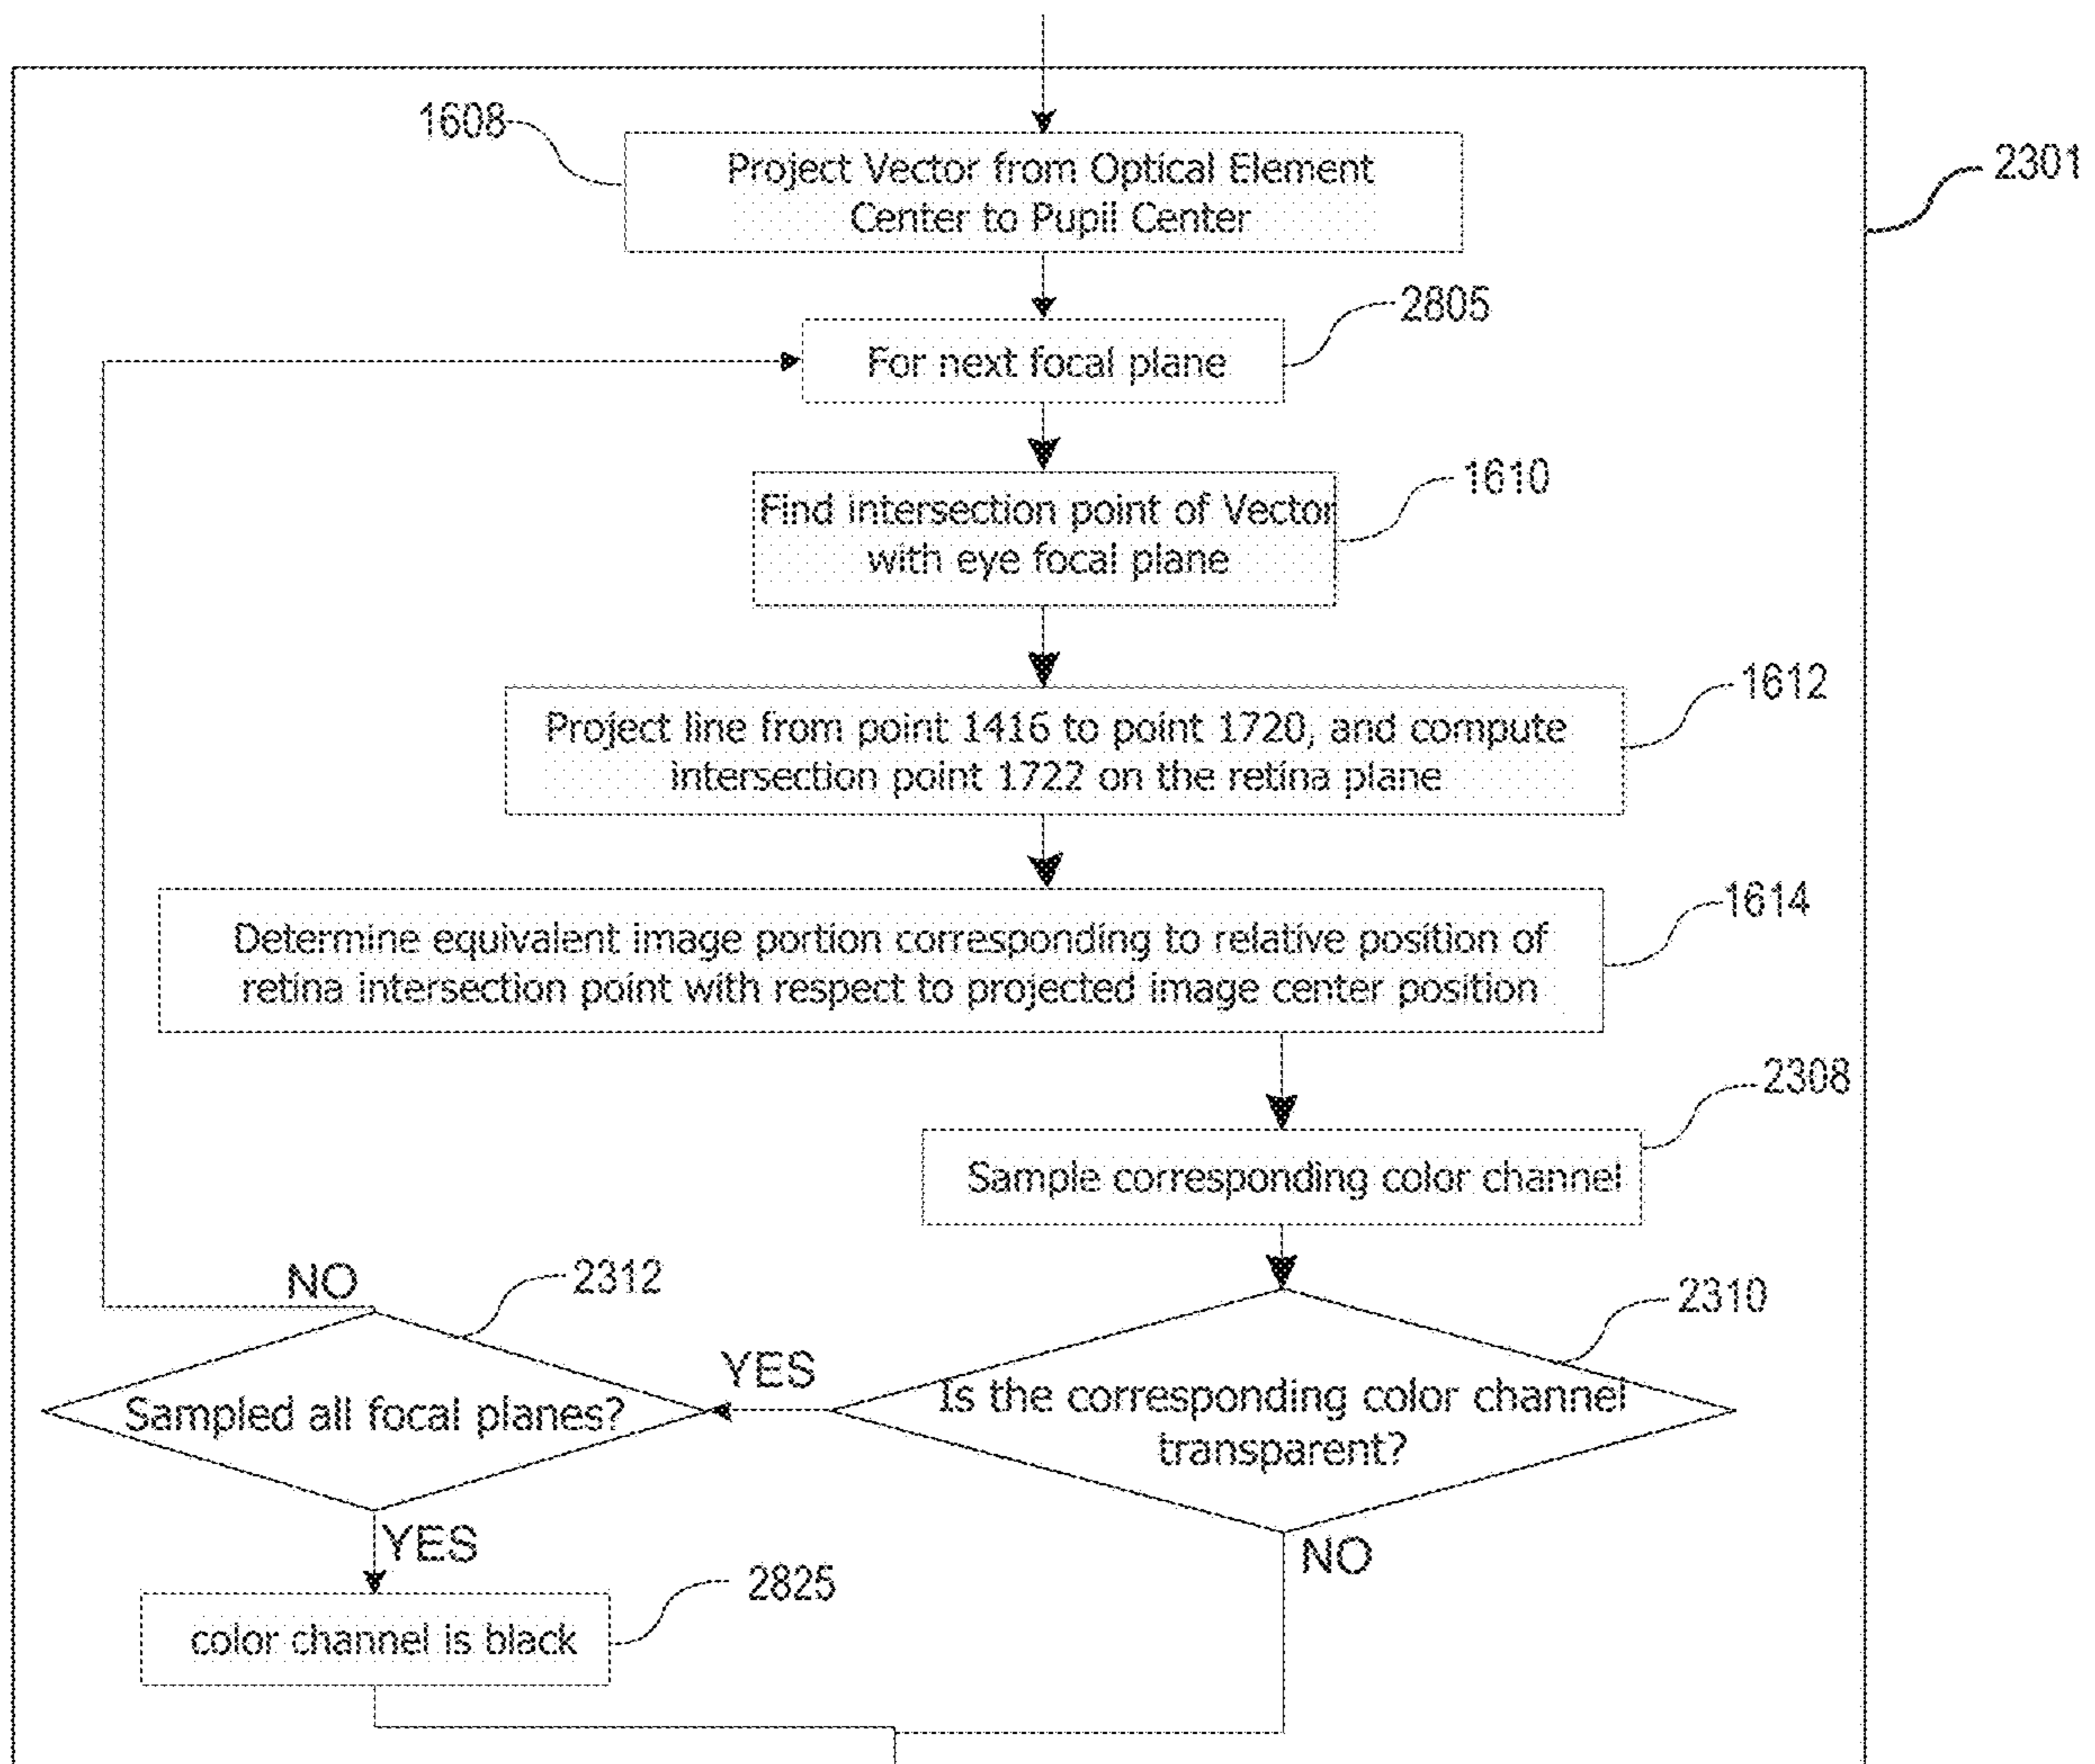 1608
Project Vector from Optical Element
Center to Pupil Center
2301
2805
For next focal plane
1610
Find intersection point of Vector
with eye focal plane
1612
Project line from point 1416 to point 1720, and compute
intersection point 1722 on the retina plane
1614
Determine equivalent image portion corresponding to relative position of
retina intersection point with respect to projected image center position
2308
Sample corresponding color channel
NO
2312
2310
YES
Sampled all focal planes?
Is the corresponding color channel
transparent?
YES
NO
2825
color channel is black